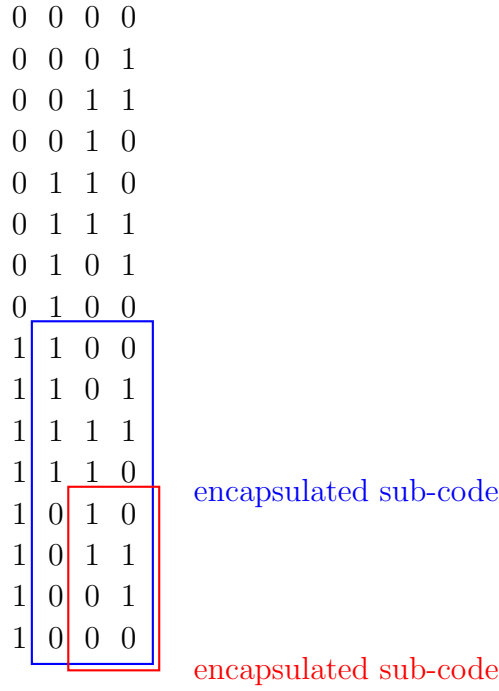 0 0 0 0
0 0 0 1
0 0 1 1
0 0 1 0
0 1 1 0
0 1 1 1
0 1 0 1
0 1 0 0
1 1 0 0
1 1 0 1
1 1 1 1
1 1 1 0
encapsulated sub-code
1 0 1 0
1 0 1 1
1 0 0 1
1 0 0 0
encapsulated sub-code